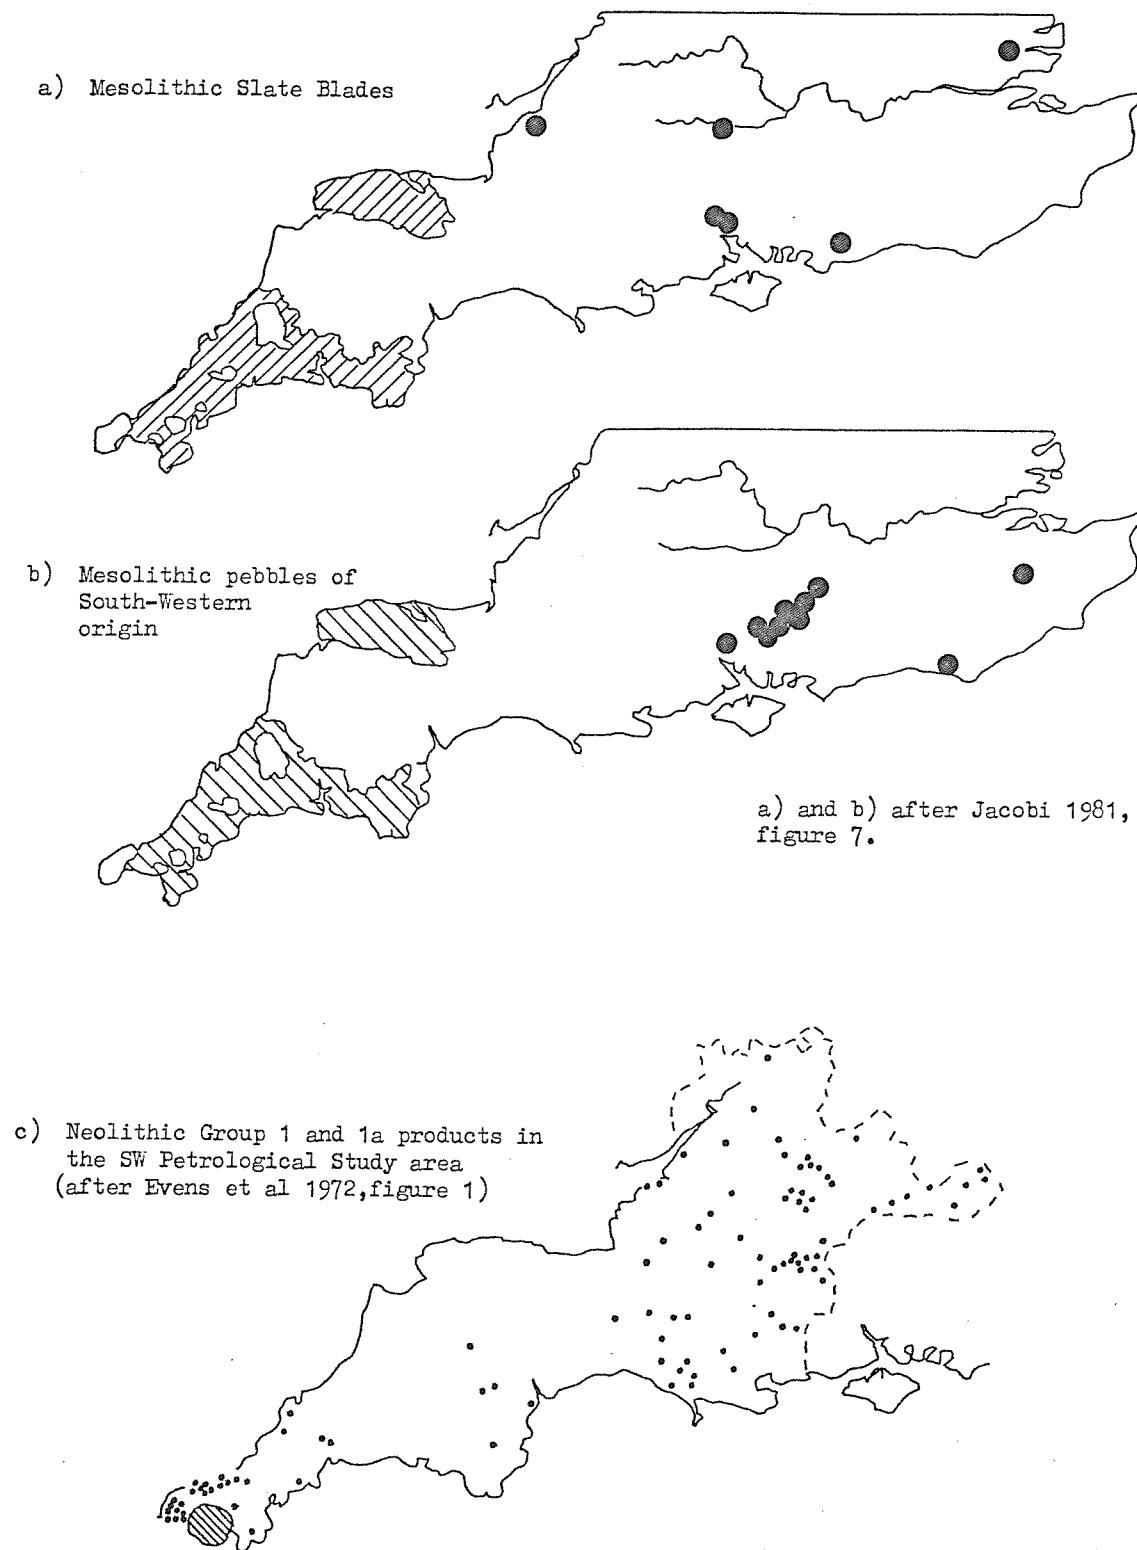 a) Mesolithic Slate Blades
b) Mesolithic pebbles of
South-Western
origin
a) and b) after Jacobi 1981,
figure 7.
c) Neolithic Group 1 and 1a products in
the SW Petrological Study area
(after Evens et al 1972,figure 1)